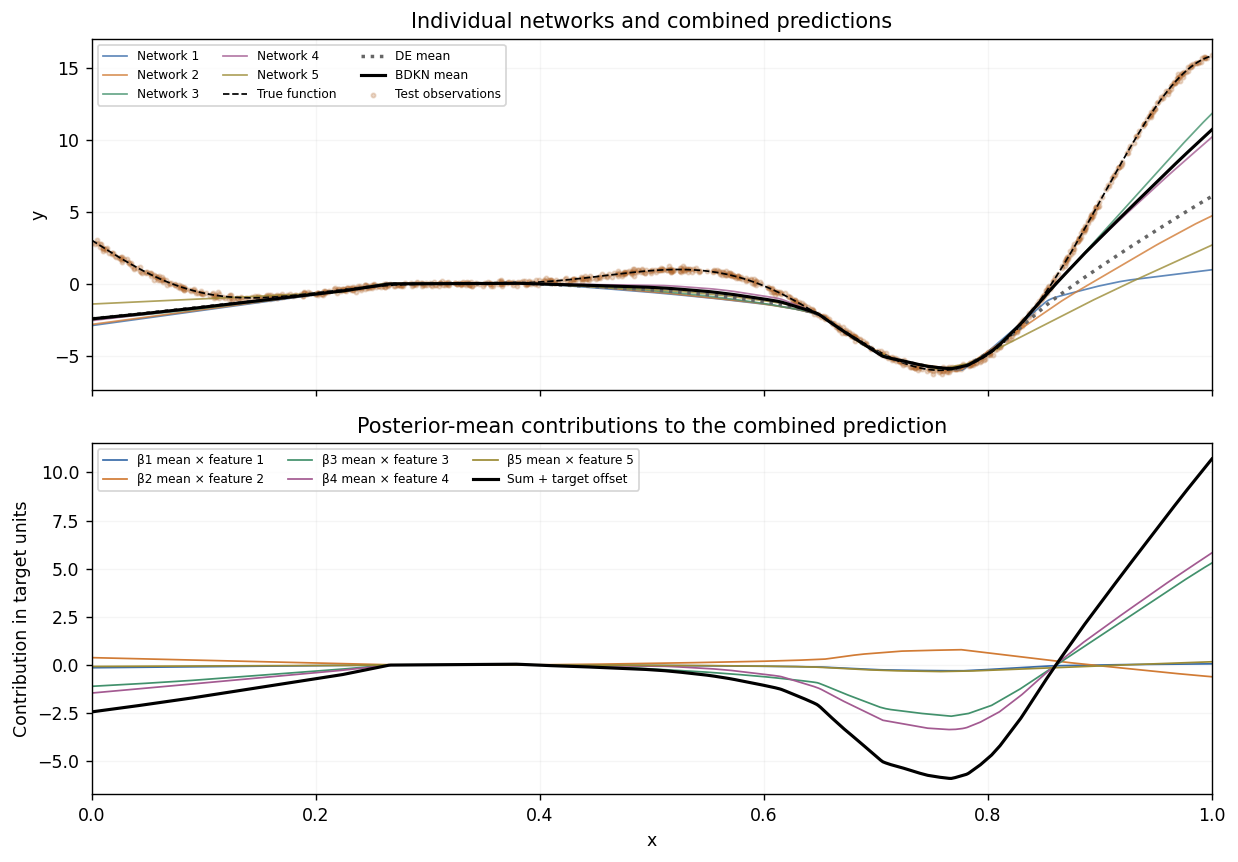 Individual networks and combined predictions
Network 1 Network 4 DE mean
Network 2 Network 5 BDKN mean
Network 3 True function Test observations
15
10
5
0
−5
y
Posterior-mean contributions to the combined prediction
β1 mean × feature 1 β3 mean × feature 3 β5 mean × feature 5
β2 mean × feature 2 β4 mean × feature 4 Sum + target offset
10.0
7.5
5.0
2.5
0.0
−2.5
−5.0
Contribution in target units
0.0 0.2 0.4 0.6 0.8 1.0
x